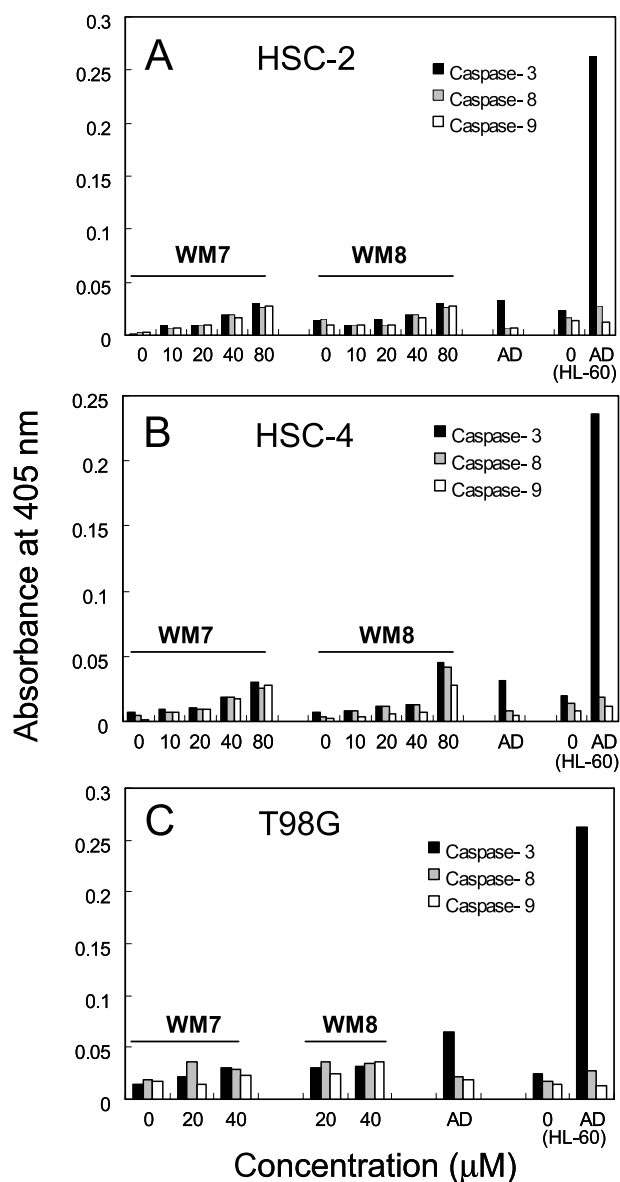 0.3
A
HSC-2
Caspase- 3
Caspase- 8
Caspase- 9
0.25
0.2
0.15
0.1
0.05
0
WM7
WM8
0 10 20 40 80 0 10 20 40 80 AD 0 AD
(HL-60)
0.25
B
HSC-4
Caspase- 3
Caspase- 8
Caspase- 9
0.2
0.15
0.1
0.05
0
WM7
WM8
0 10 20 40 80 0 10 20 40 80 AD 0 AD
(HL-60)
Absorbance at 405 nm
0.3
C
T98G
Caspase- 3
Caspase- 8
Caspase- 9
0.25
0.2
0.15
0.1
0.05
0
WM7
WM8
0 20 40 20 40 AD 0 AD
(HL-60)
Concentration (μM)